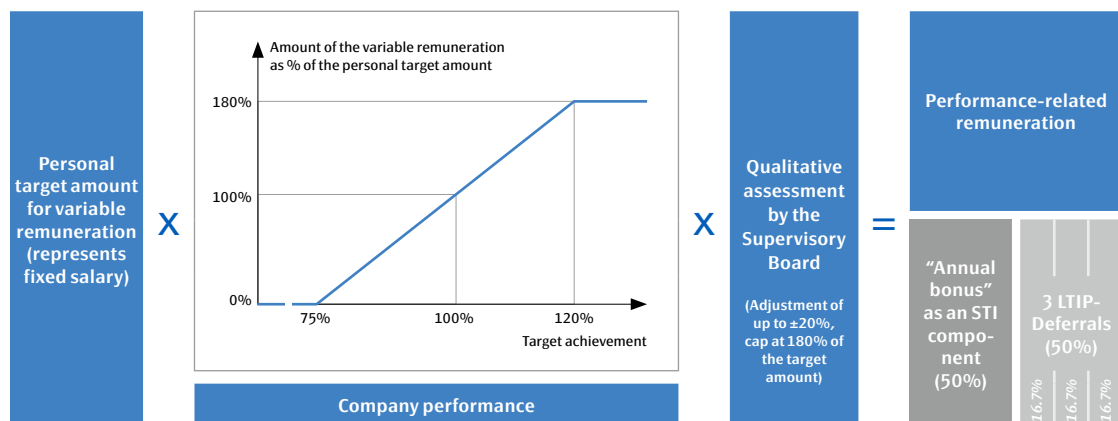 Personal
target amount
for variable
remuneration
(represents
fixed salary)
X
Amount of the variable remuneration
as % of the personal target amount
180%
100%
0%
75%
100%
120%
Target achievement
Company performance
X
Qualitative
assessment
by the
Supervisory
Board
(Adjustment of
up to ±20%,
cap at 180% of
the target
amount)
=
Performance-related
remuneration
“Annual
bonus”
as an STI
compo-
nent
(50%)
3 LTIP-
Deferrals
(50%)
16.7%
16.7%
16.7%